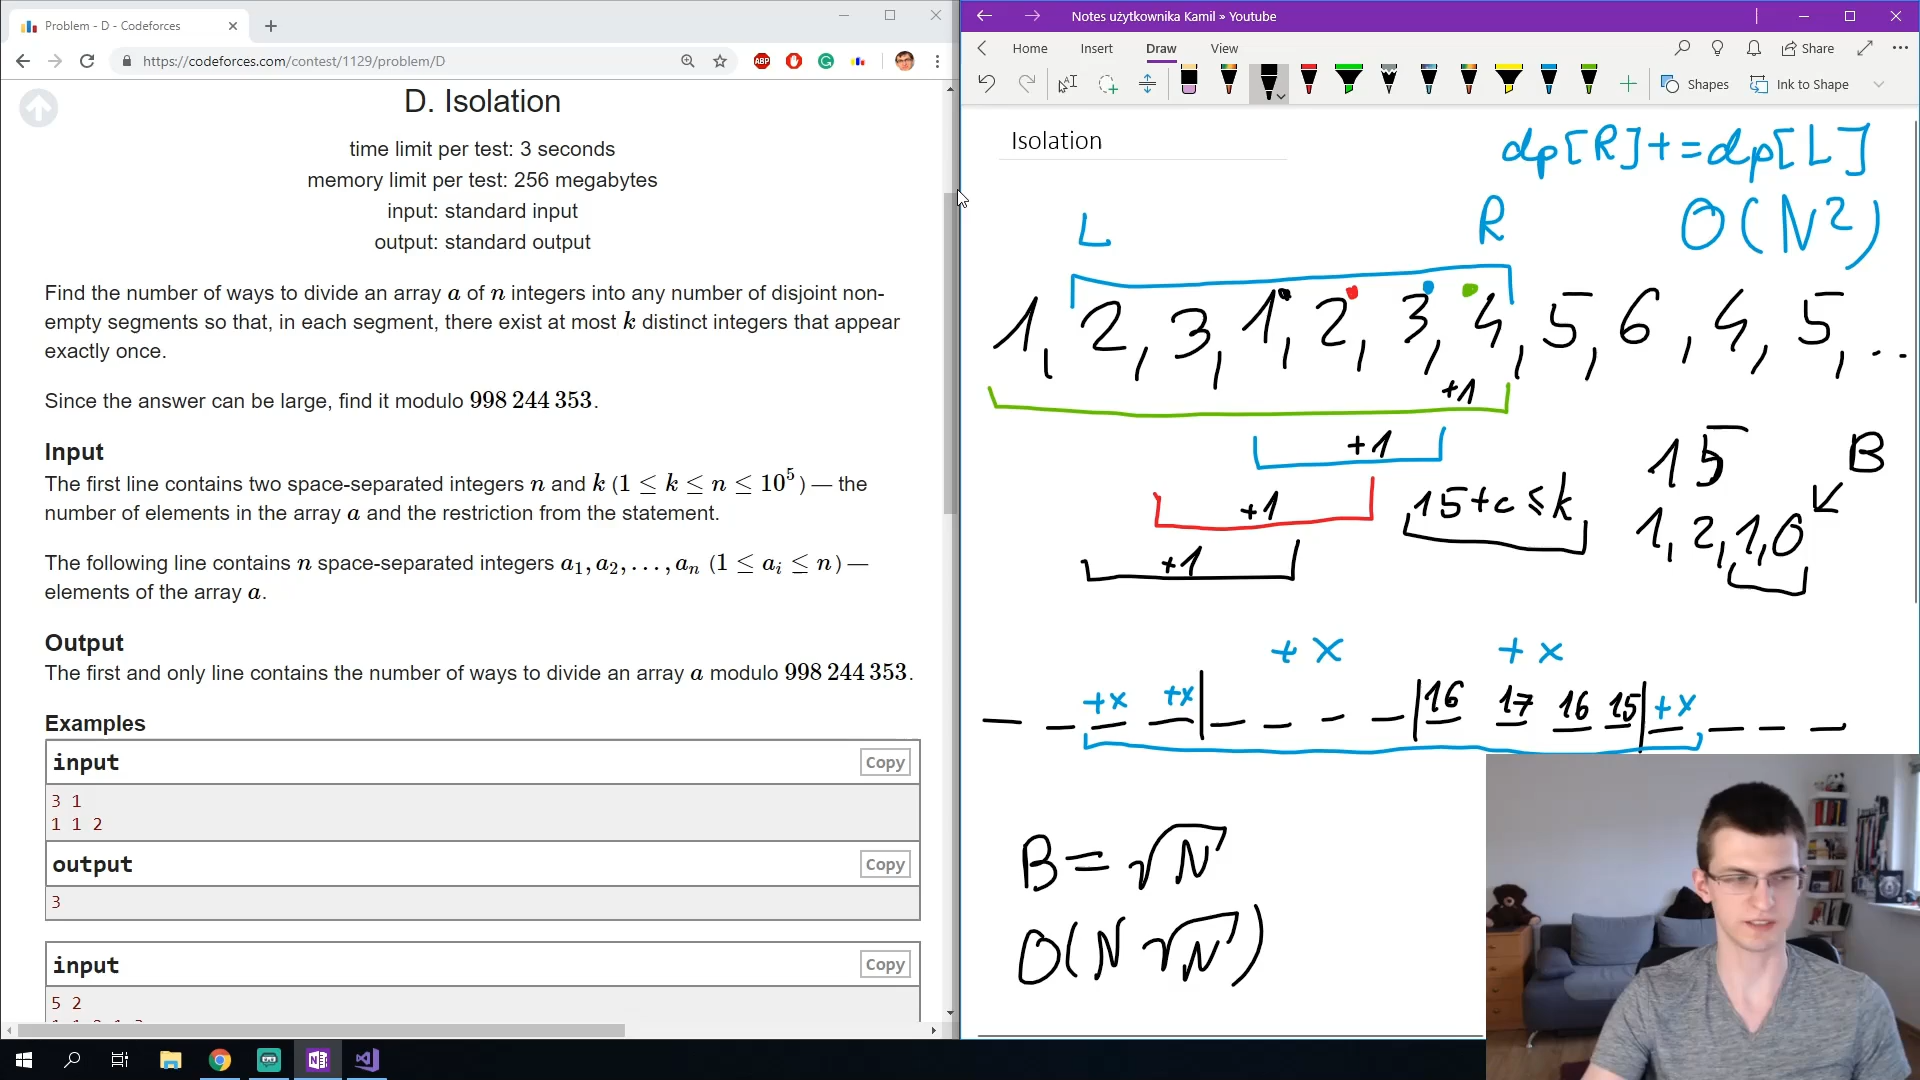 Problem - D - Codeforces
https://codeforces.com/contest/1129/problem/D
ABP
D. Isolation
time limit per test: 3 seconds
memory limit per test: 256 megabytes
input: standard input
output: standard output
Find the number of ways to divide an array a of n integers into any number of disjoint non-
empty segments so that, in each segment, there exist at most k distinct integers that appear
exactly once.
Since the answer can be large, find it modulo 998 244 353.
Input
The first line contains two space-separated integers n and k (1 ≤ k ≤ n ≤ 10^5) — the
number of elements in the array a and the restriction from the statement.
The following line contains n space-separated integers a1, a2, …, an (1 ≤ ai ≤ n) —
elements of the array a.
Output
The first and only line contains the number of ways to divide an array a modulo 998 244 353.
Examples
input
Copy
3 1
1 1 2
output
Copy
3
input
Copy
5 2
Notes użytkownika Kamil » Youtube
Home Insert Draw View
Share
Shapes
Ink to Shape
Isolation
dp[R]+=dp[L]
O(N²)
L R
1, 2, 3, 1, 2, 3, 4, 5, 6, 4, 5, ..
+1
+1
+1
+1
15+c≤k
15
B
1, 2, 1, 0
+x +x
+x +x 16 17 16 15 +x
B=√N
O(N√N)